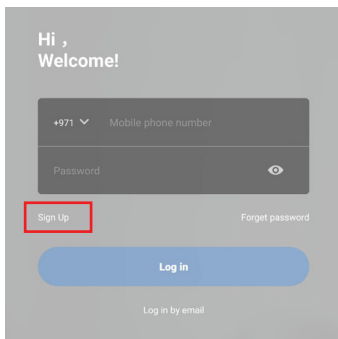 Hi ,
Welcome!
+971 Mobile phone number
Password
Sign Up Forget password
Log in
Log in by email